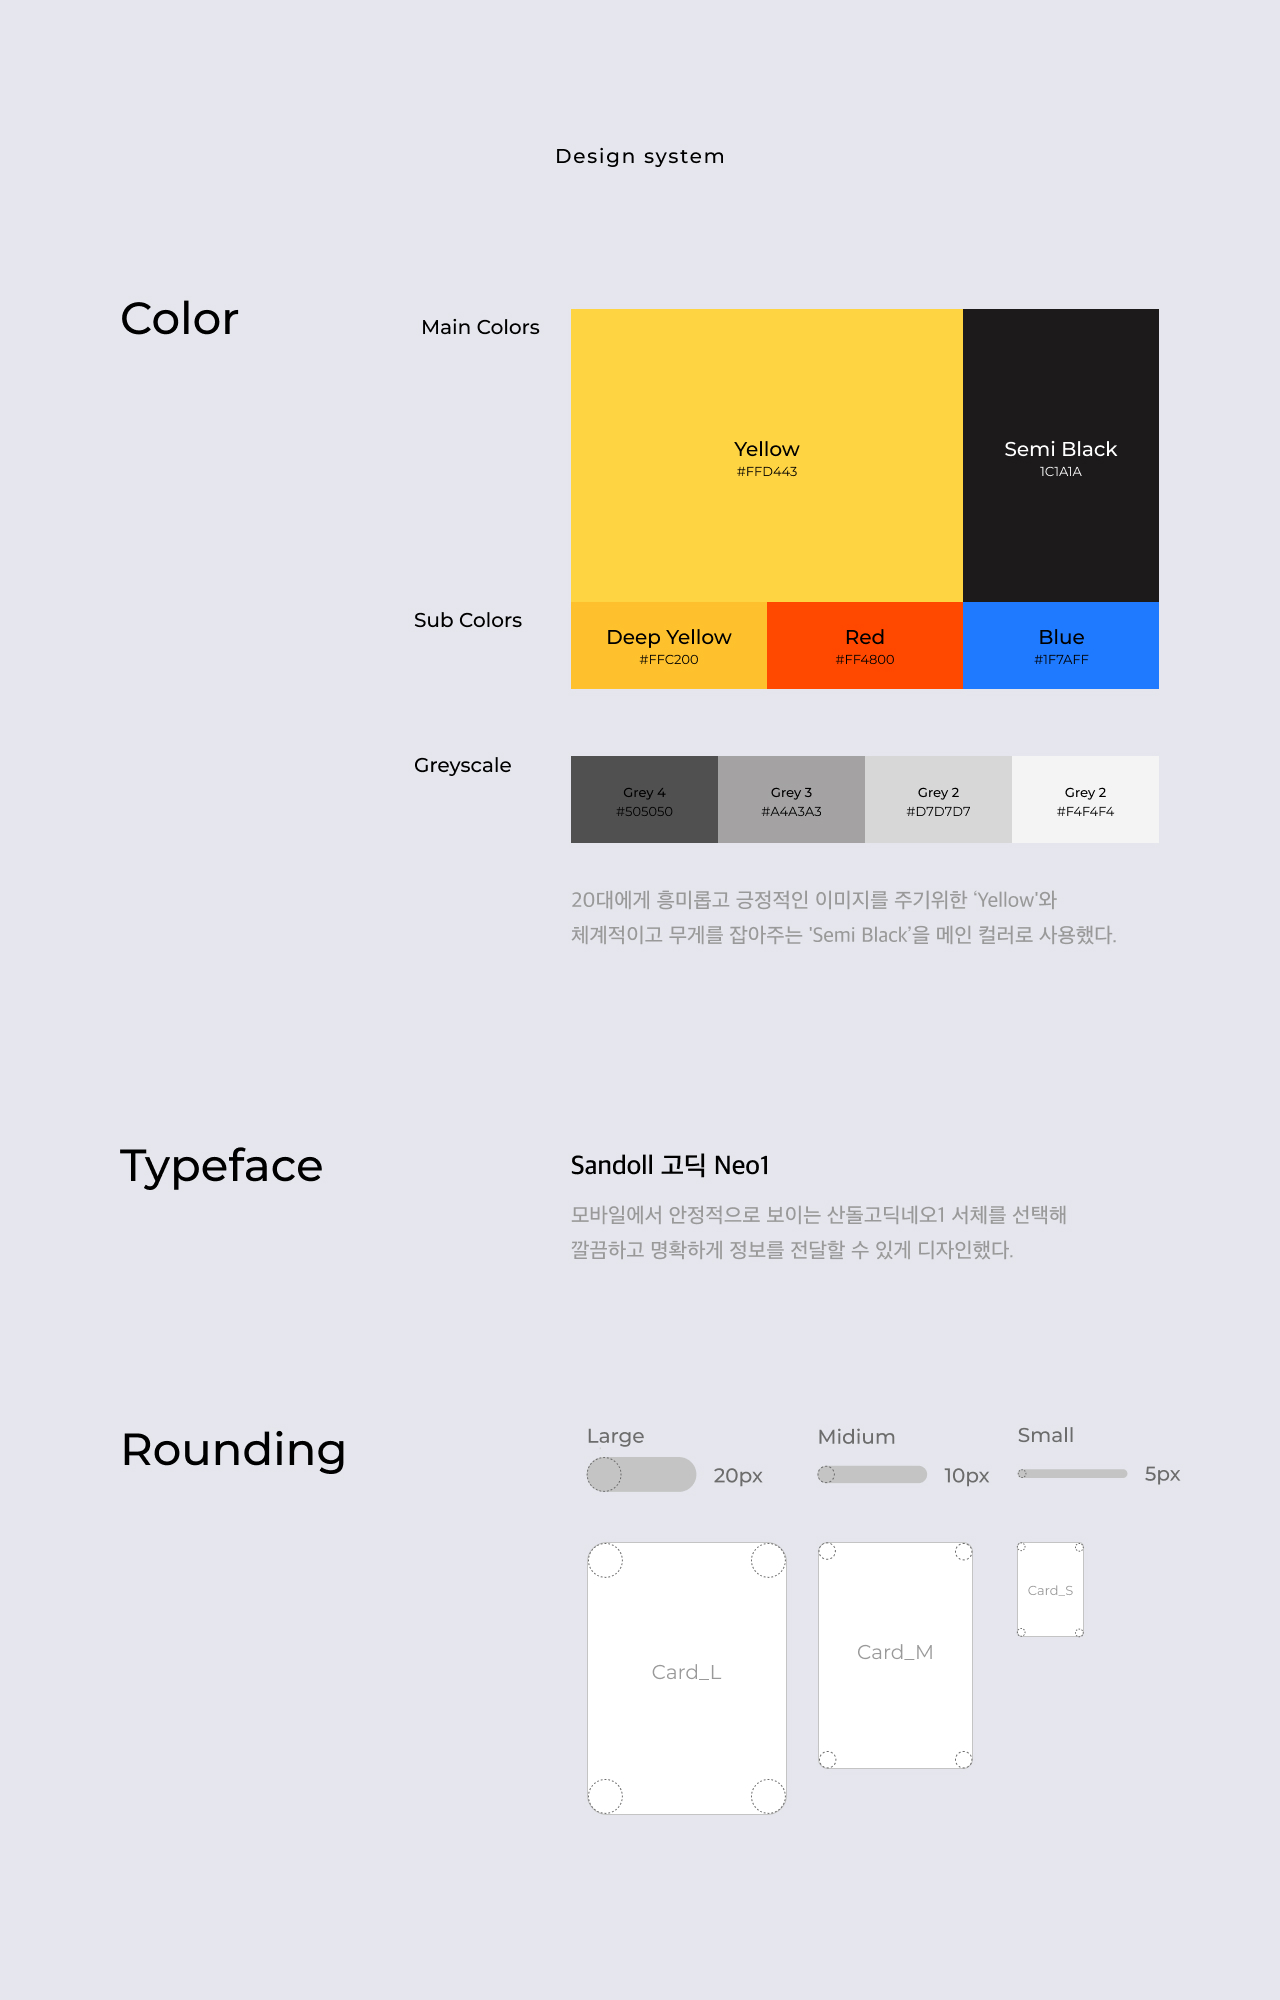 Design system
Color
Main Colors
Yellow
#FFD443
Semi Black
1C1A1A
Sub Colors
Deep Yellow
#FFC200
Red
#FF4800
Blue
#1F7AFF
Greyscale
Grey 4
#505050
Grey 3
#A4A3A3
Grey 2
#D7D7D7
Grey 2
#F4F4F4
20대에게 흥미롭고 긍정적인 이미지를 주기위한 ‘Yellow'와
체계적이고 무게를 잡아주는 'Semi Black’을 메인 컬러로 사용했다.
Typeface
Sandoll 고딕 Neo1
모바일에서 안정적으로 보이는 산돌고딕네오1 서체를 선택해
깔끔하고 명확하게 정보를 전달할 수 있게 디자인했다.
Rounding
Large
20px
Midium
10px
Small
5px
Card_L
Card_M
Card_S